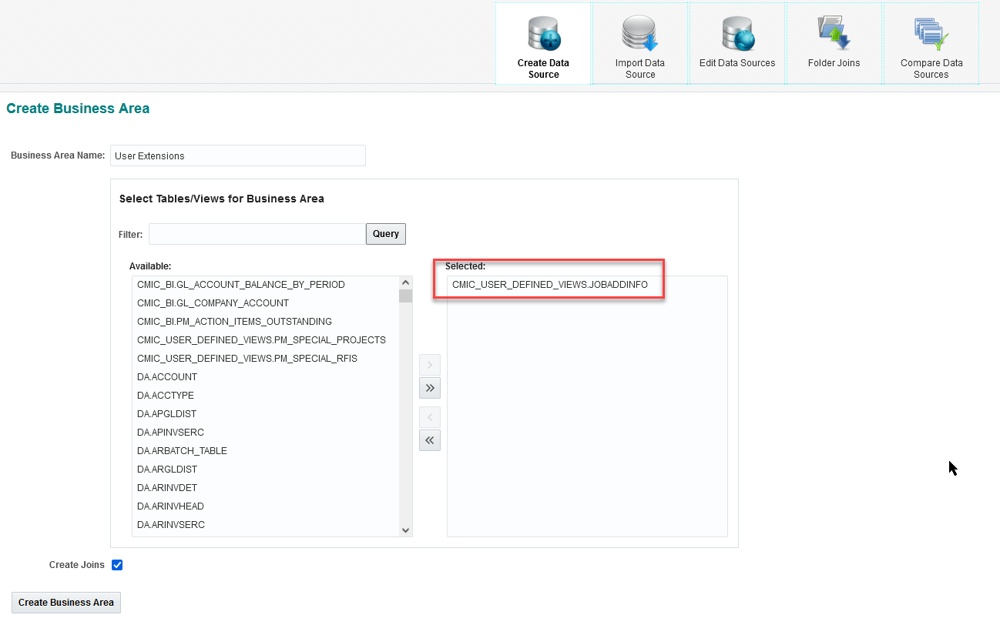 Create Data
Source
Import Data
Source
Edit Data Sources
Folder Joins
Compare Data
Sources
Create Business Area
Business Area Name:
User Extensions
Select Tables/Views for Business Area
Filter:
Query
Available:
CMIC_BI.GL_ACCOUNT_BALANCE_BY_PERIOD
CMIC_BI.GL_COMPANY_ACCOUNT
CMIC_BI.PM_ACTION_ITEMS_OUTSTANDING
CMIC_USER_DEFINED_VIEWS.PM_SPECIAL_PROJECTS
CMIC_USER_DEFINED_VIEWS.PM_SPECIAL_RFIS
DA.ACCOUNT
DA.ACCTYPE
DA.APGLDIST
DA.APINVSERC
DA.ARBATCH_TABLE
DA.ARGLDIST
DA.ARINVDET
DA.ARINVHEAD
DA.ARINVSERC
Selected:
CMIC_USER_DEFINED_VIEWS.JOBADDINFO
Create Joins
Create Business Area